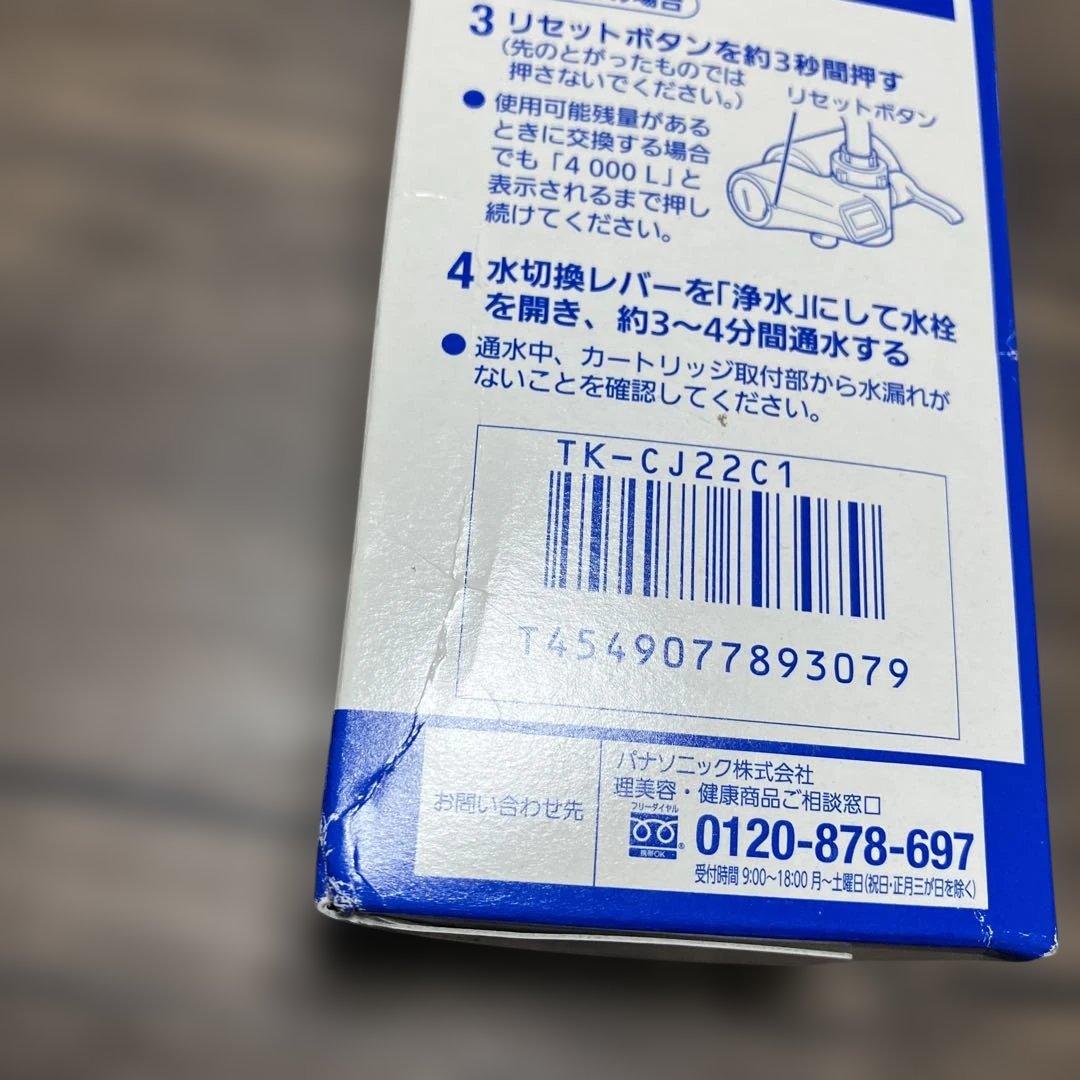 場合
3 リセットボタンを約3秒間押す
(先のとがったものでは
押さないでください。)
リセットボタン
● 使用可能残量がある
ときに交換する場合
でも「4 000 L」と
表示されるまで押し
続けてください。
4 水切換レバーを「浄水」にして水栓
を開き、約3～4分間通水する
● 通水中、カートリッジ取付部から水漏れが
ないことを確認してください。
TK-CJ22C1
T4549077893079
お問い合わせ先
パナソニック株式会社
理美容・健康商品ご相談窓口
フリーダイヤル
携帯OK
® 0120-878-697
受付時間 9:00～18:00 月～土曜日(祝日・正月三が日を除く)